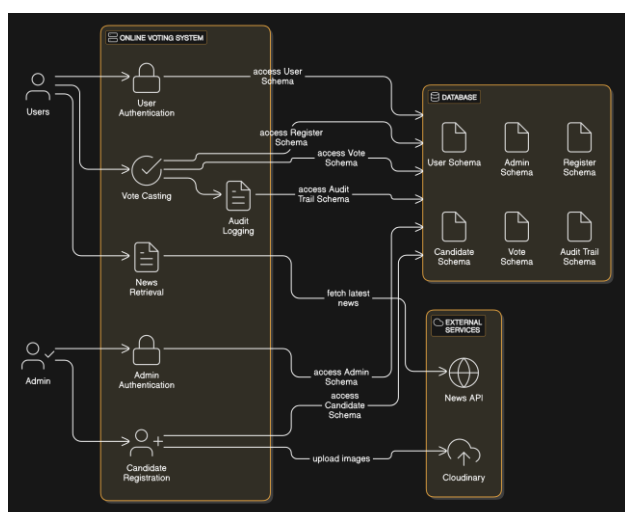 ONLINE VOTING SYSTEM
access User
Schema
DATABASE
Users
User
Authentication
access Register
Schema
User Schema
Admin
Schema
Register
Schema
access Vote
Schema
Vote Casting
access Audit
Trail Schema
Audit
Logging
Candidate
Schema
Vote
Schema
Audit Trail
Schema
News
Retrieval
fetch latest
news
EXTERNAL
SERVICES
Admin
Admin
Authentication
access Admin
Schema
News API
access
Candidate
Schema
Candidate
Registration
upload images
Cloudinary